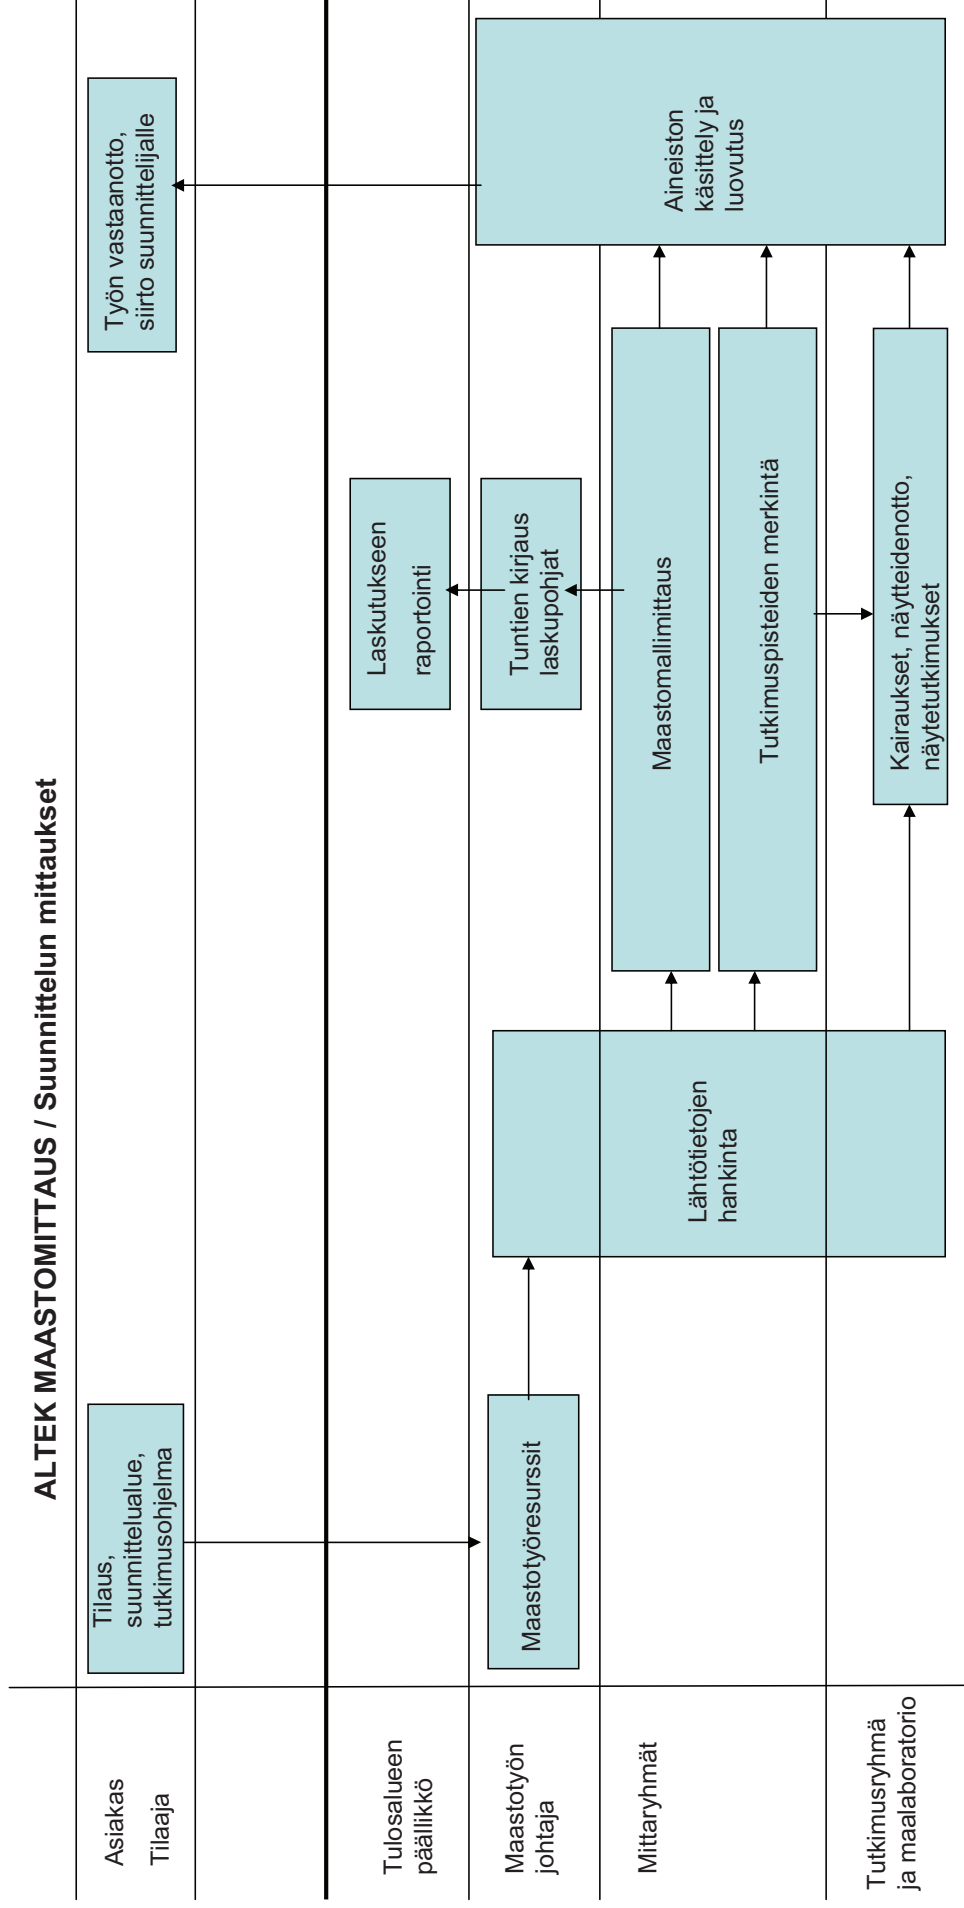 ALTEK MAASTOMITTAUS / Suunnittelun mittaukset
Asiakas
Tilaaja
Tilaus,
suunnittelualue,
tutkimusohjelma
Työn vastaanotto,
siirto suunnittelijalle
Tulosalueen
päällikkö
Laskutukseen
raportointi
Maastotyön
johtaja
Maastotyöresurssit
Tuntien kirjaus
laskupohjat
Mittaryhmät
Lähtötietojen
hankinta
Maastomallimittaus
Tutkimuspisteiden merkintä
Aineiston
käsittely ja
luovutus
Tutkimusryhmä
ja maalaboratorio
Kairaukset, näytteidenotto,
näytetutkimukset